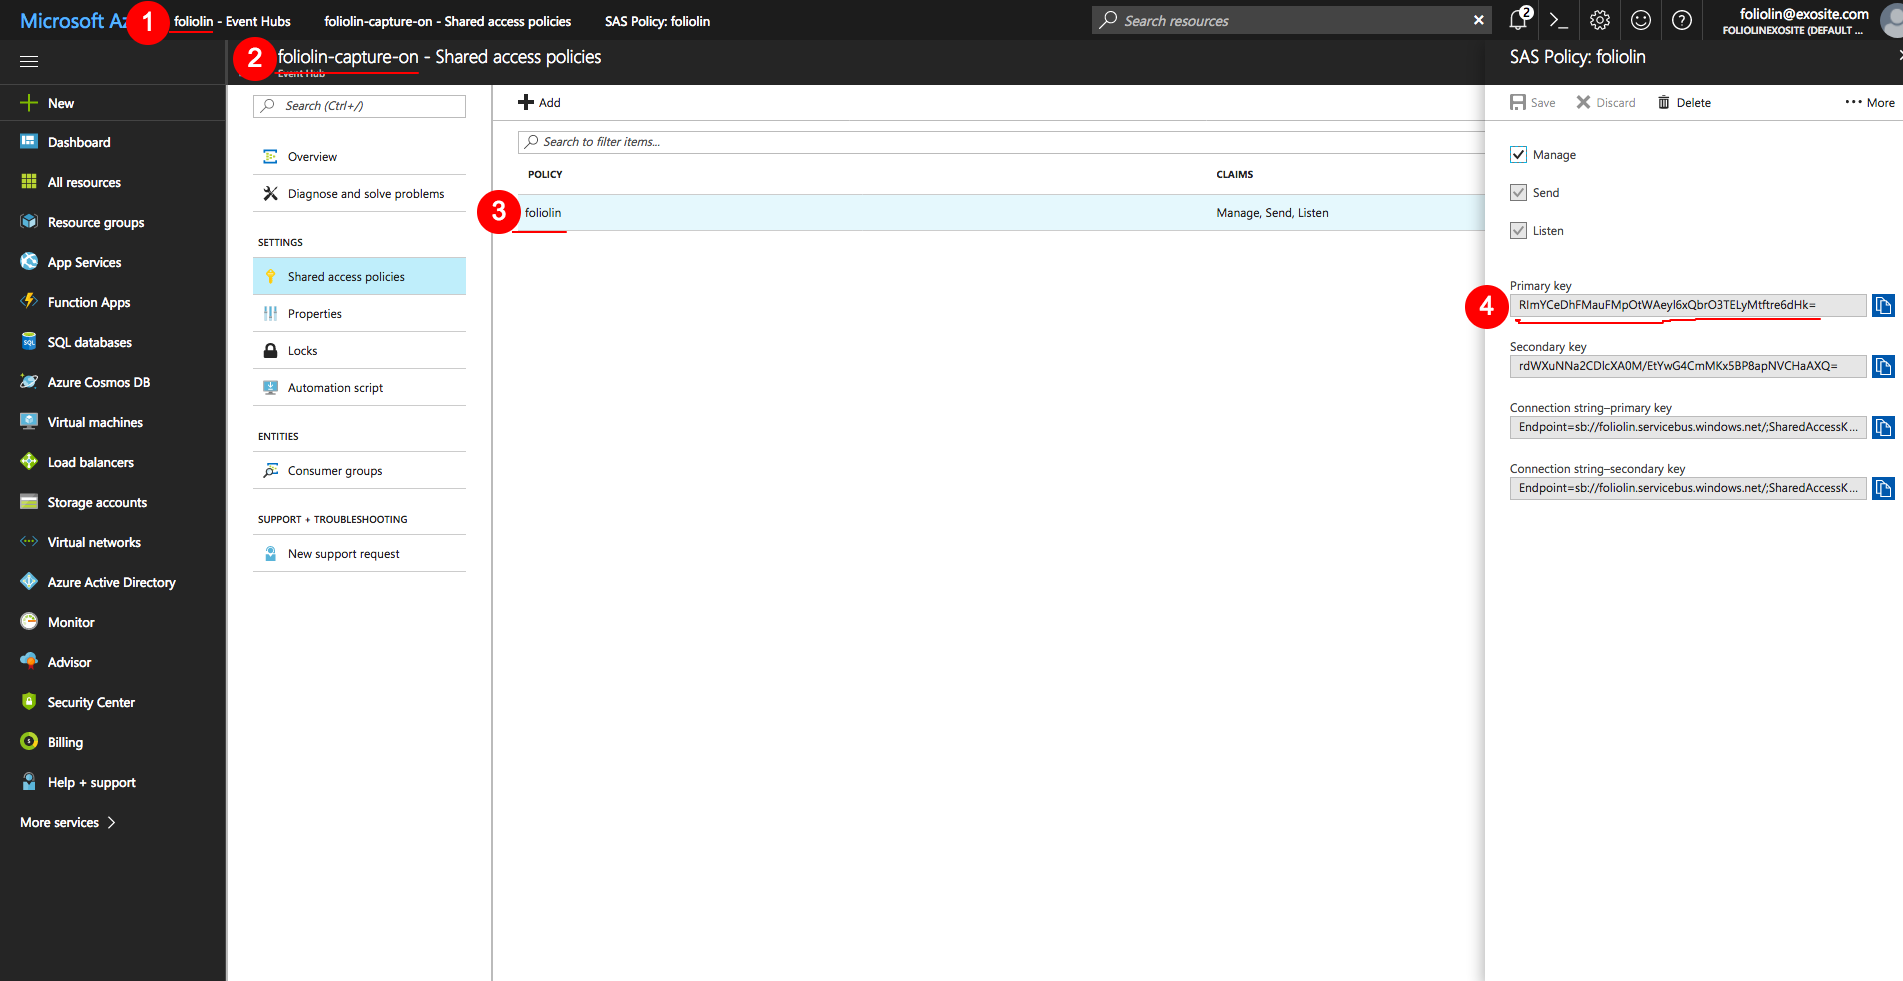 Microsoft Az
1
foliolin - Event Hubs
foliolin-capture-on - Shared access policies
SAS Policy: foliolin
Search resources
2
foliolin@exosite.com
FOLIOLINEXOSITE (DEFAULT ...
2
foliolin-capture-on - Shared access policies
Event Hub
SAS Policy: foliolin
New
Dashboard
All resources
Resource groups
App Services
Function Apps
SQL databases
Azure Cosmos DB
Virtual machines
Load balancers
Storage accounts
Virtual networks
Azure Active Directory
Monitor
Advisor
Security Center
Billing
Help + support
More services
Search (Ctrl+/)
Overview
Diagnose and solve problems
SETTINGS
Shared access policies
Properties
Locks
Automation script
ENTITIES
Consumer groups
SUPPORT + TROUBLESHOOTING
New support request
Add
Search to filter items...
POLICY
CLAIMS
3
foliolin
Manage, Send, Listen
Save
Discard
Delete
More
Manage
Send
Listen
Primary key
4
Secondary key
Connection string–primary key
Endpoint=sb://foliolin.servicebus.windows.net/;SharedAccessK...
Connection string–secondary key
Endpoint=sb://foliolin.servicebus.windows.net/;SharedAccessK...